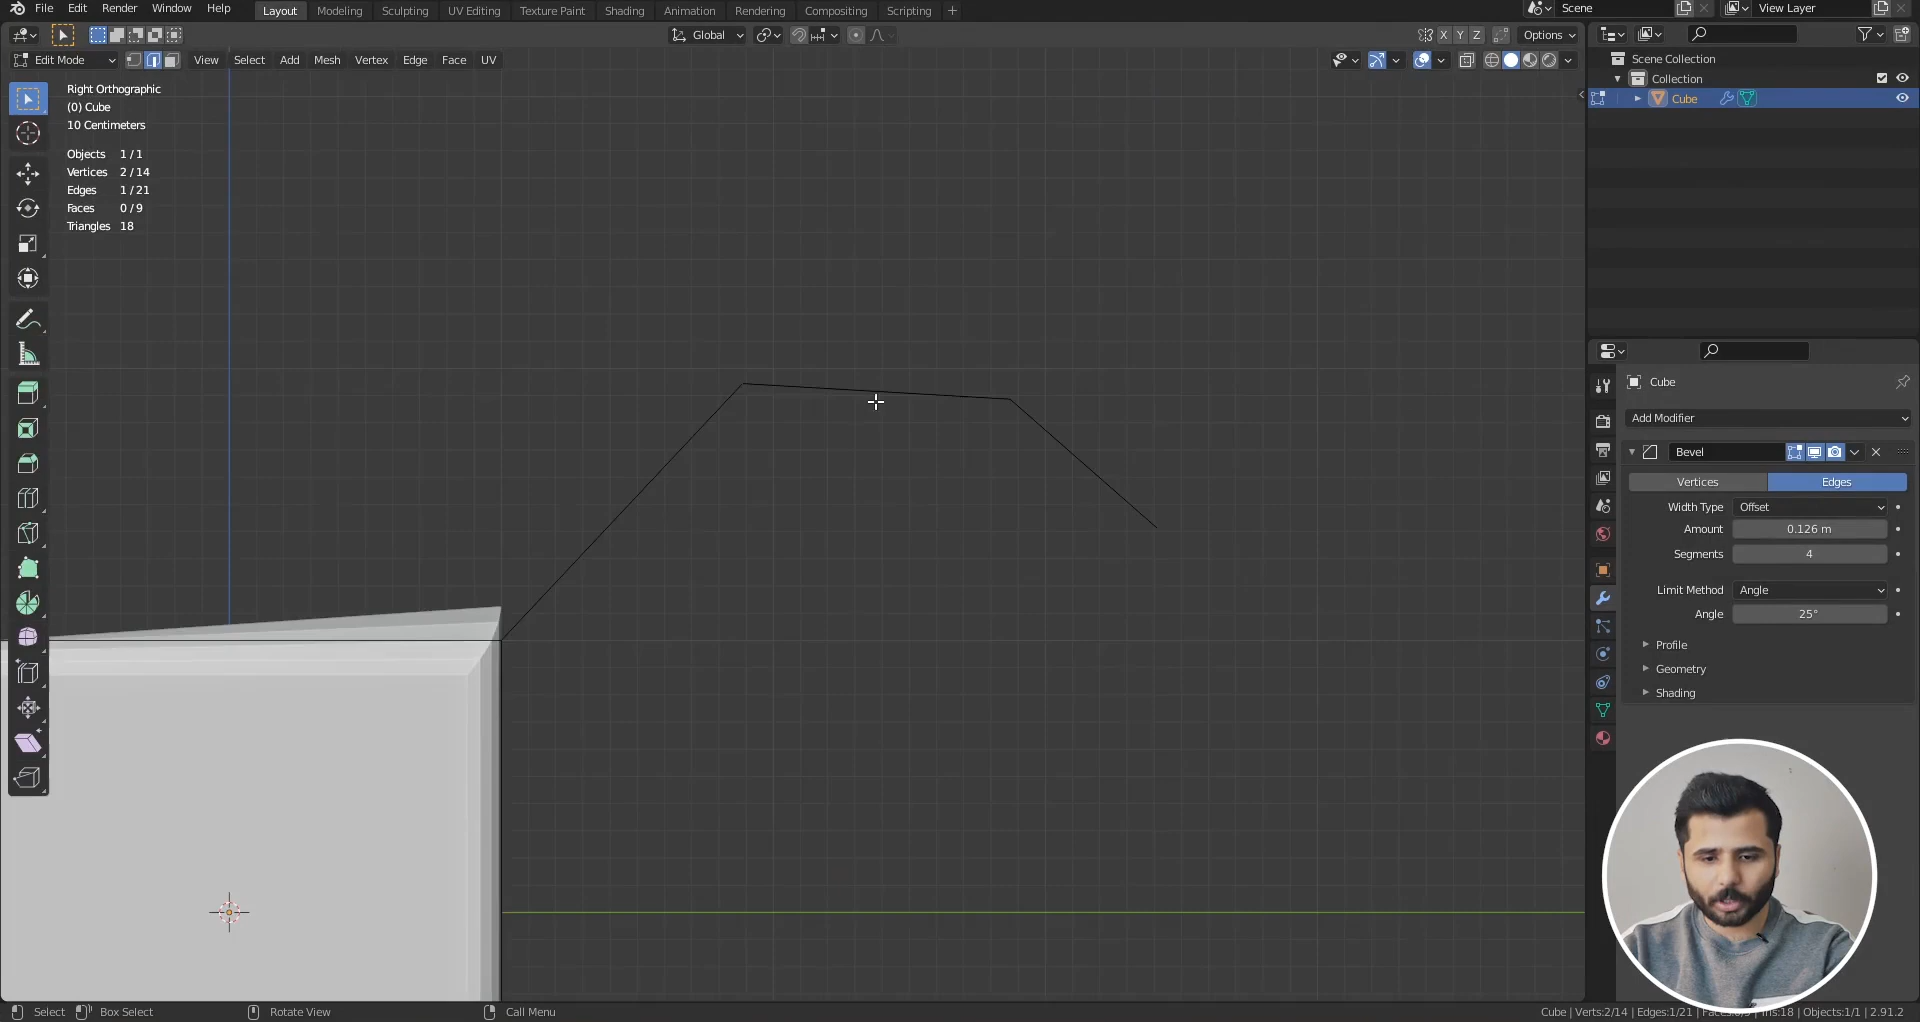 File Edit Render Window Help Layout Modeling Sculpting UV Editing Texture Paint Shading Animation Rendering Compositing Scripting + Scene View Layer
Global X Y Z Options
Edit Mode View Select Add Mesh Vertex Edge Face UV
Right Orthographic
(0) Cube
10 Centimeters
Objects 1 / 1
Vertices 2 / 14
Edges 1 / 21
Faces 0 / 9
Triangles 18
Scene Collection
Collection
Cube
Cube
Add Modifier
Bevel
Vertices Edges
Width Type Offset
Amount 0.126 m
Segments 4
Limit Method Angle
Angle 25°
Profile
Geometry
Shading
Select Box Select Rotate View Call Menu Cube | Verts:2/14 | Edges:1/21 | Objects:1/1 | 2.91.2